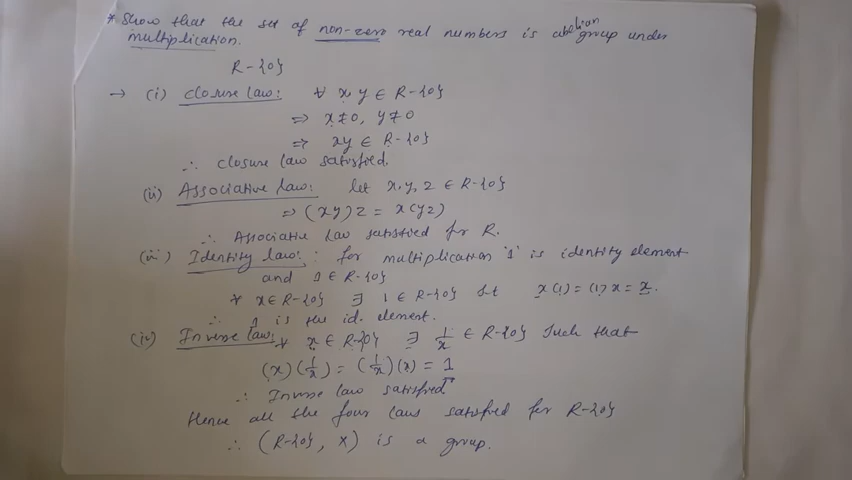 * Show that the set of non-zero real numbers is abelian group under
multiplication.
R-{0}
→ (i) closure law: ∀ x, y ∈ R-{0}
⇒ x≠0, y≠0
⇒ xy ∈ R-{0}
∴ closure law satisfied.
(ii) Associative Law: let x, y, z ∈ R-{0}
⇒ (xy)z = x(yz)
∴ Associative law satisfied for R.
(iii) Identity law: for multiplication '1' is identity element
and 1 ∈ R-{0}
∀ x ∈ R-{0} ∃ 1 ∈ R-{0} st x(1) = (1)x = x.
∴ 1 is the id. element.
(iv) Inverse law: ∀ x ∈ R-{0} ∃ 1/x ∈ R-{0} such that
(x)(1/x) = (1/x)(x) = 1
∴ Inverse law satisfied
Hence all the four laws satisfied for R-{0}
∴ (R-{0}, X) is a group.